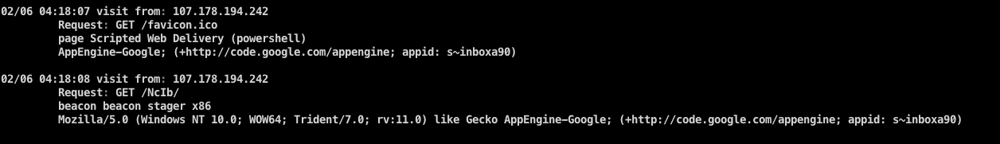 02/06 04:18:07 visit from: 107.178.194.242
Request: GET /favicon.ico
page Scripted Web Delivery (powershell)
AppEngine-Google; (+http://code.google.com/appengine; appid: s~inboxa90)
02/06 04:18:08 visit from: 107.178.194.242
Request: GET /NcIb/
beacon beacon stager x86
Mozilla/5.0 (Windows NT 10.0; WOW64; Trident/7.0; rv:11.0) like Gecko AppEngine-Google; (+http://code.google.com/appengine; appid: s~inboxa90)